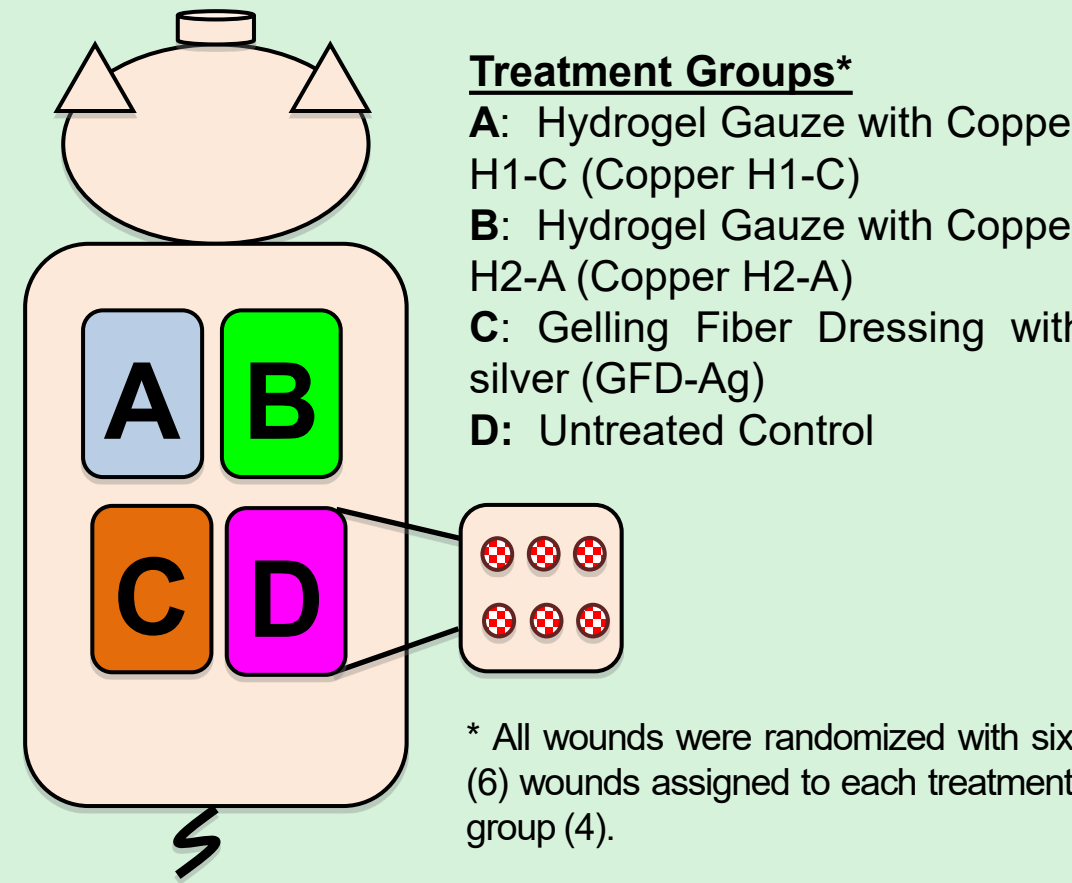 Treatment Groups*
A: Hydrogel Gauze with Coppe
H1-C (Copper H1-C)
B: Hydrogel Gauze with Coppe
H2-A (Copper H2-A)
C: Gelling Fiber Dressing with
silver (GFD-Ag)
D: Untreated Control
A B
C D
* All wounds were randomized with six
(6) wounds assigned to each treatment
group (4).